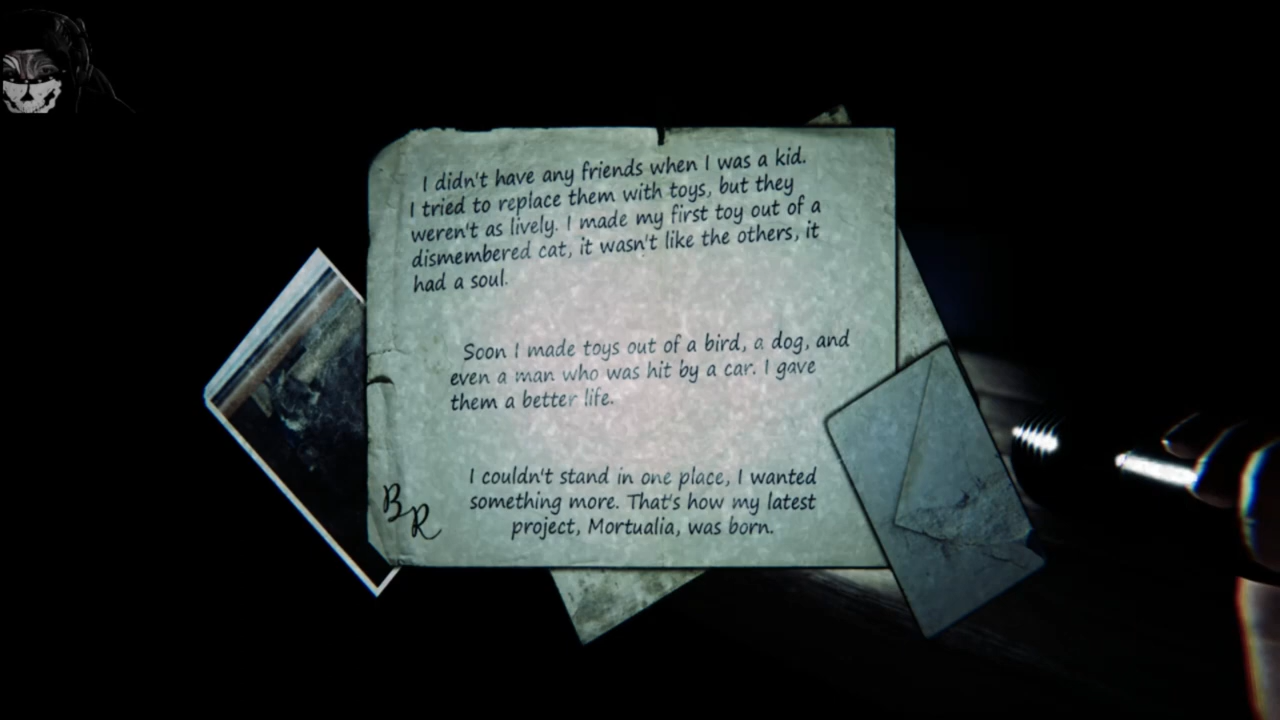 I didn't have any friends when I was a kid.
I tried to replace them with toys, but they
weren't as lively. I made my first toy out of a
dismembered cat, it wasn't like the others, it
had a soul.
Soon I made toys out of a bird, a dog, and
even a man who was hit by a car. I gave
them a better life.
I couldn't stand in one place, I wanted
something more. That's how my latest
project, Mortualia, was born.
BR